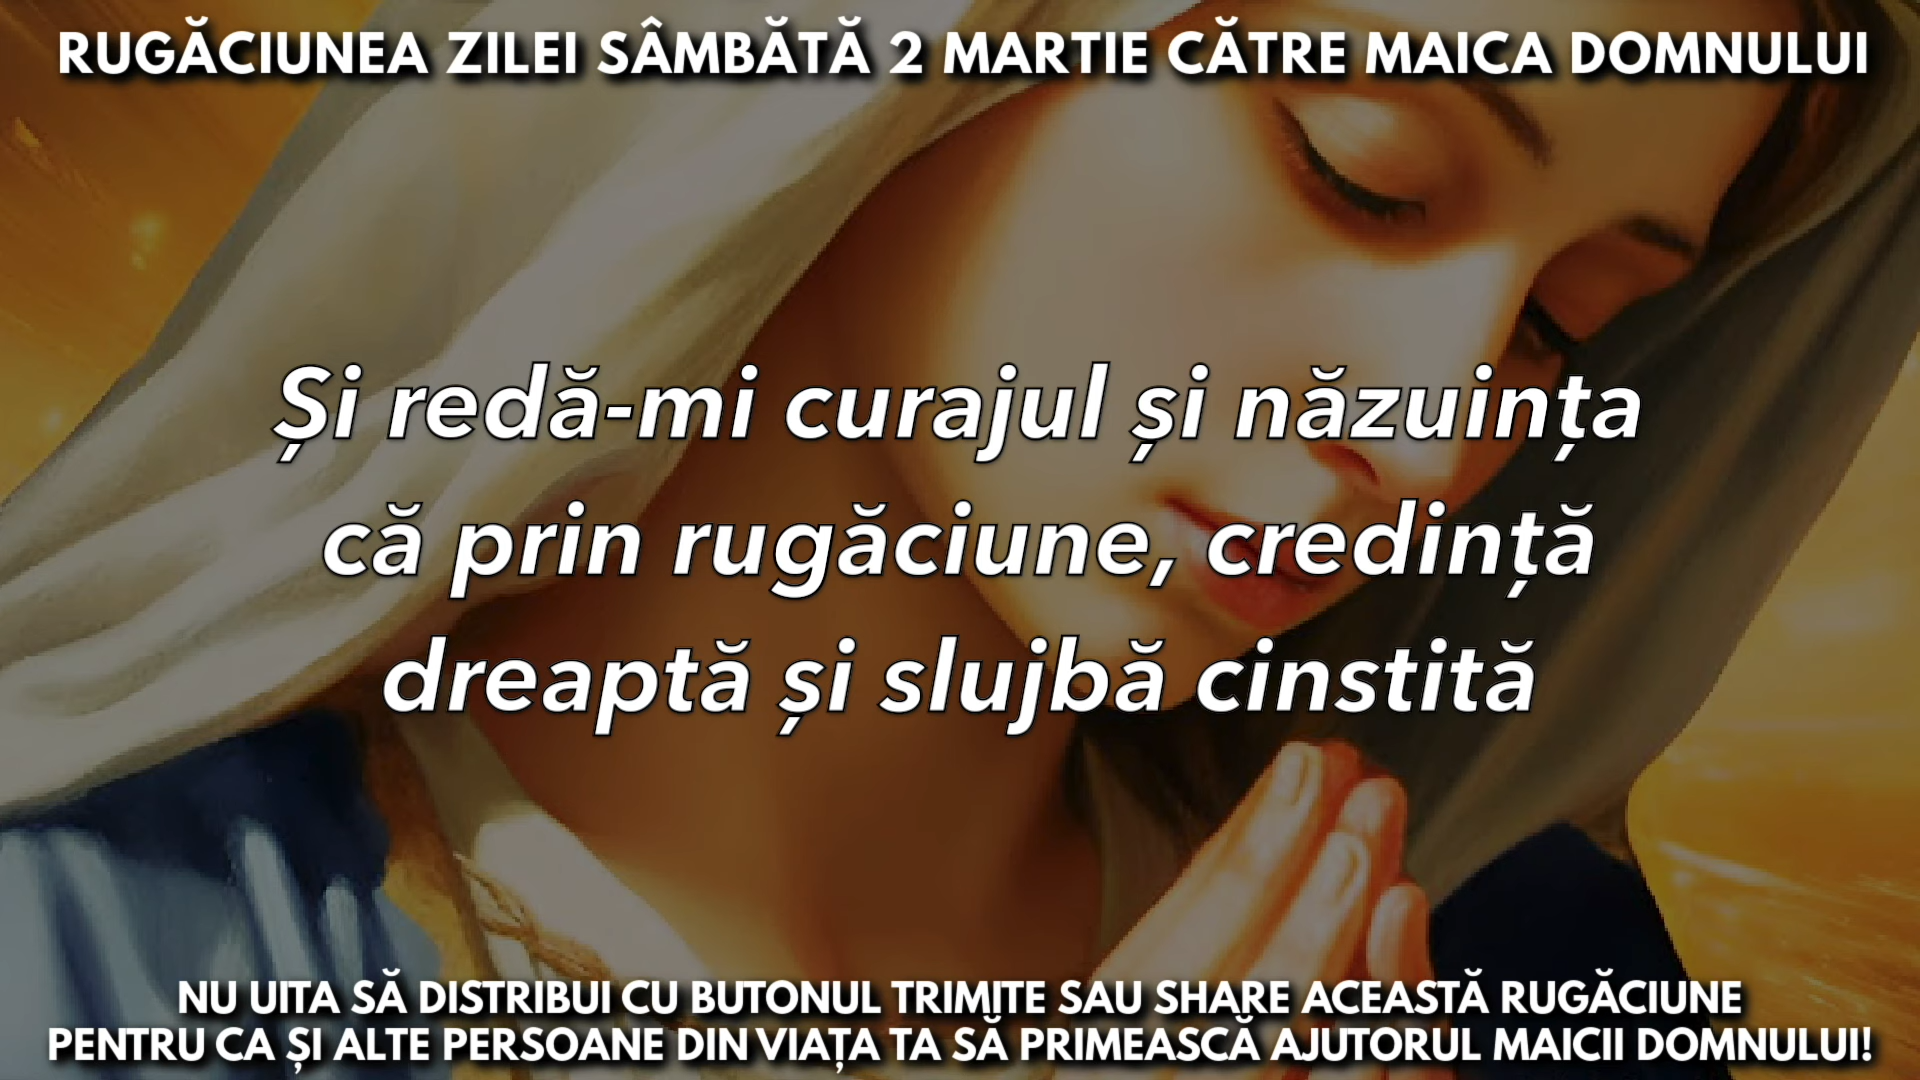 RUGĂCIUNEA ZILEI SÂMBĂTĂ 2 MARTIE CĂTRE MAICA DOMNULUI
Și redă-mi curajul și năzuința
că prin rugăciune, credință
dreaptă și slujbă cinstită
NU UITA SĂ DISTRIBUI CU BUTONUL TRIMITE SAU SHARE ACEASTĂ RUGĂCIUNE
PENTRU CA ȘI ALTE PERSOANE DIN VIAȚA TA SĂ PRIMEASCĂ AJUTORUL MAICII DOMNULUI!